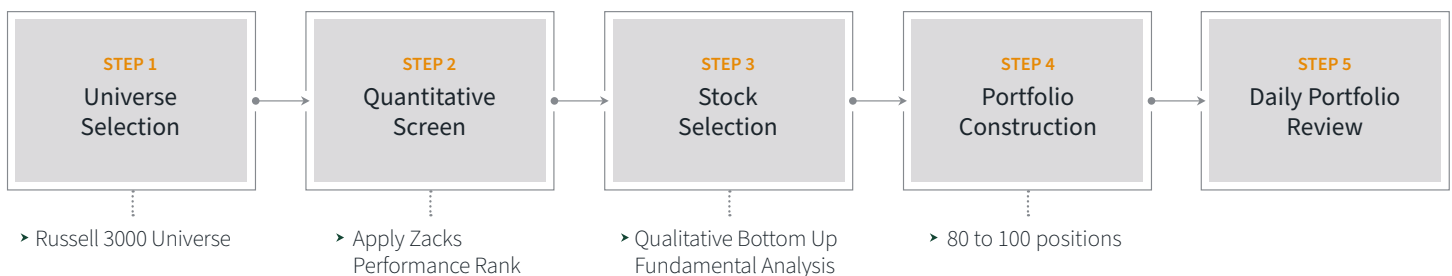 STEP 1
Universe
Selection
STEP 2
Quantitative
Screen
STEP 3
Stock
Selection
STEP 4
Portfolio
Construction
STEP 5
Daily Portfolio
Review
➤ Russell 3000 Universe
➤ Apply Zacks
Performance Rank
➤ Qualitative Bottom Up
Fundamental Analysis
➤ 80 to 100 positions